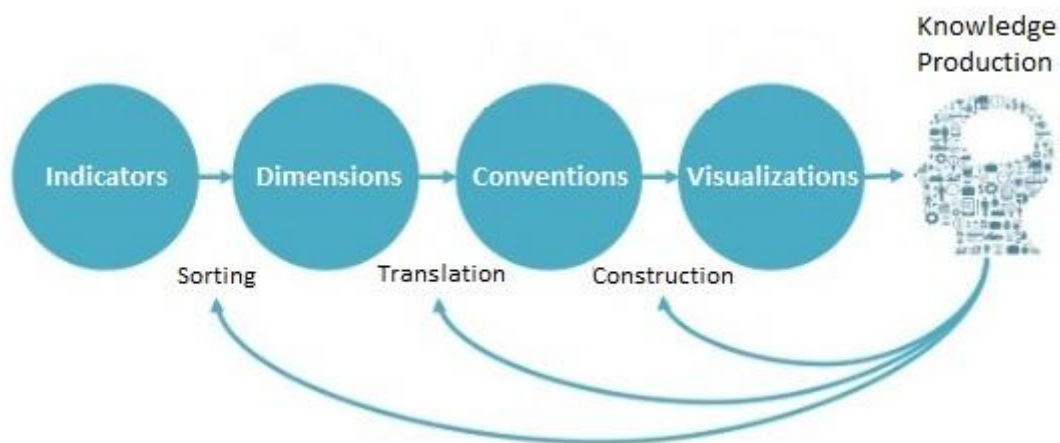 Knowledge
Production
Indicators
Dimensions
Conventions
Visualizations
Sorting
Translation
Construction